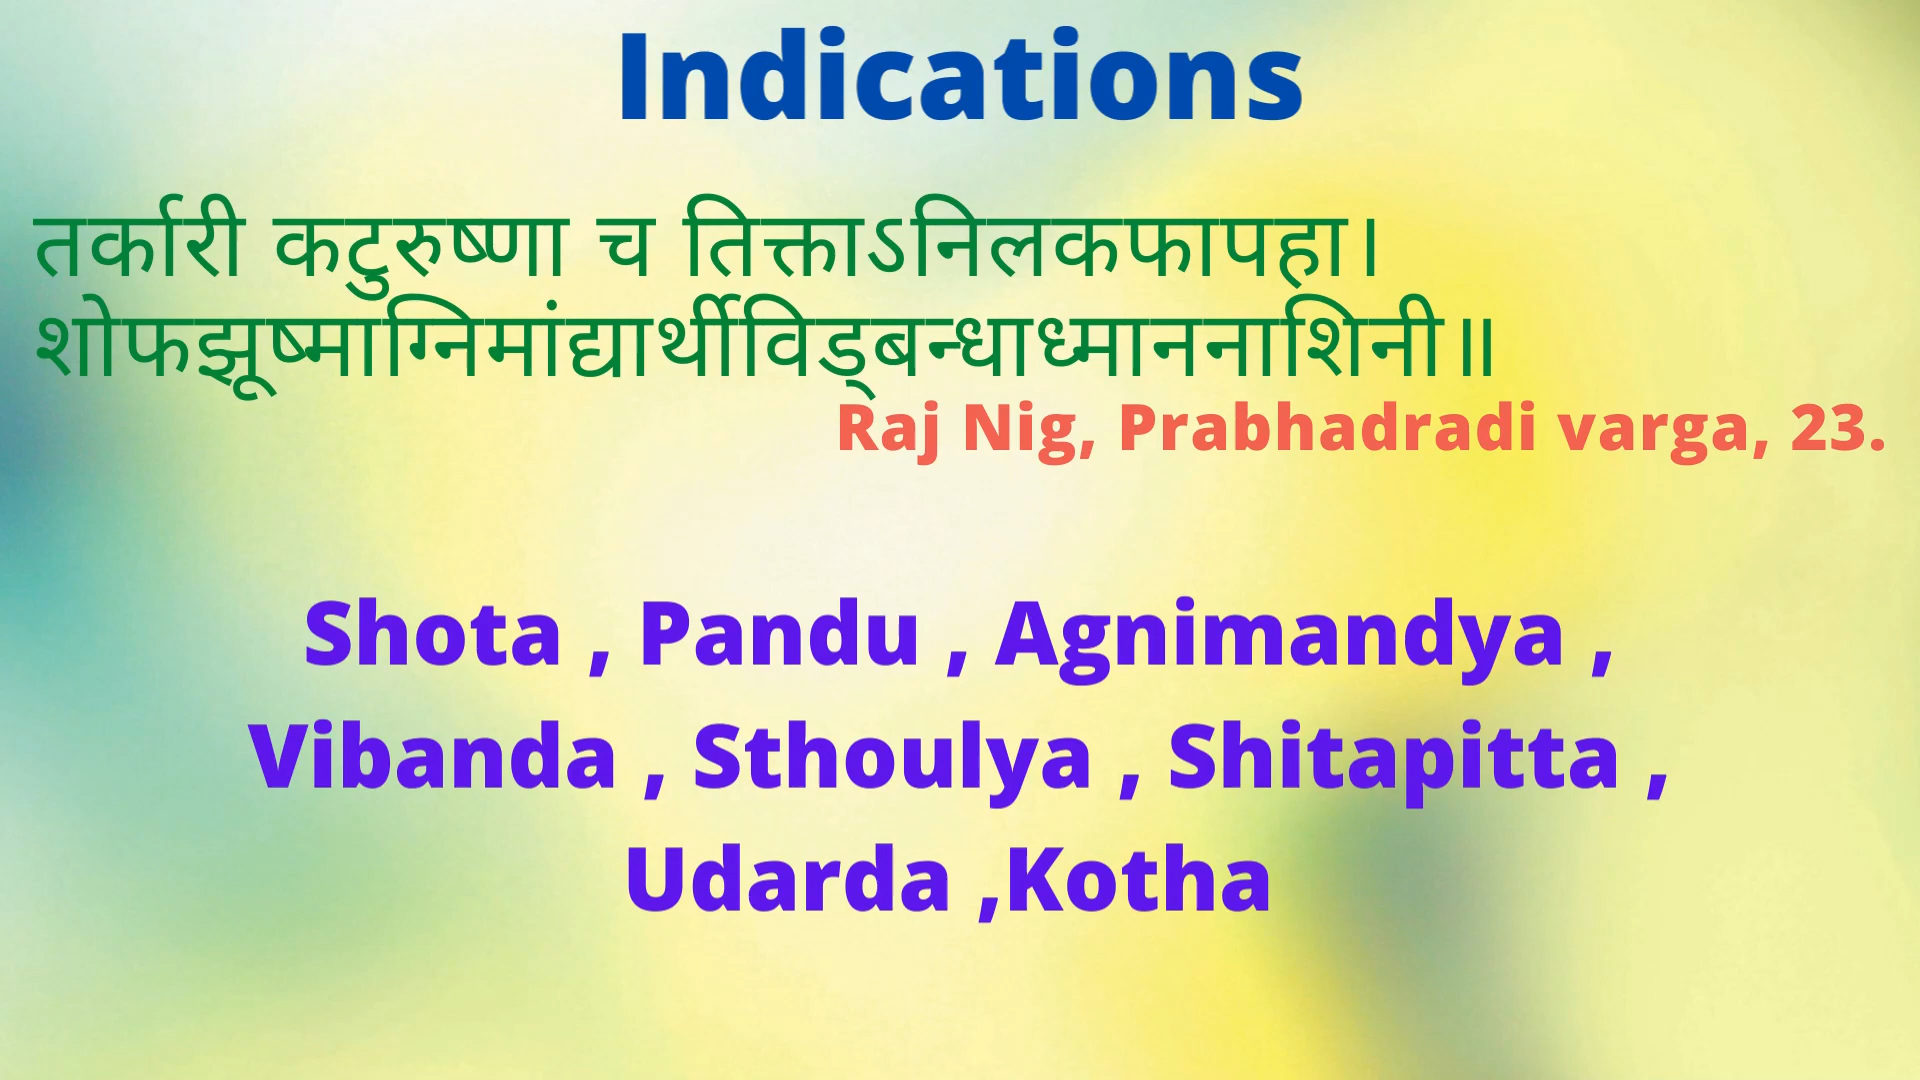 Indications
तर्कारी कटुरुष्णा च तिक्ताऽनिलकफापहा।
शोफझूष्माग्निमांद्यार्थीविड्बन्धाध्माननाशिनी॥
Raj Nig, Prabhadradi varga, 23.
Shota , Pandu , Agnimandya ,
Vibanda , Sthoulya , Shitapitta ,
Udarda ,Kotha